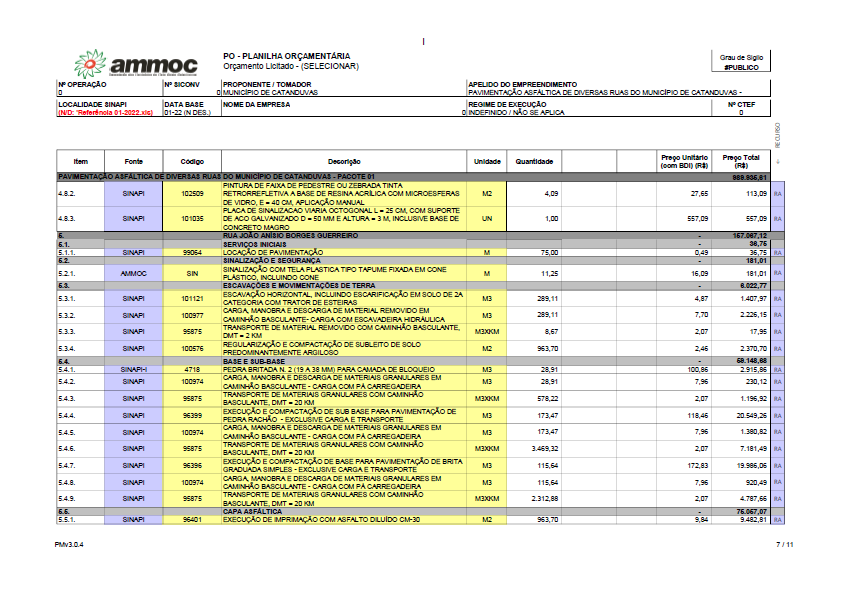 ammoc
PO - PLANILHA ORÇAMENTÁRIA
Orçamento Licitado - (SELECIONAR)
Grau de Sigilo
#PUBLICO
Nº OPERAÇÃO Nº SICONV PROPONENTE / TOMADOR APELIDO DO EMPREENDIMENTO
0 0 MUNICÍPIO DE CATANDUVAS PAVIMENTAÇÃO ASFÁLTICA DE DIVERSAS RUAS DO MUNICÍPIO DE CATANDUVAS -
LOCALIDADE SINAPI DATA BASE NOME DA EMPRESA REGIME DE EXECUÇÃO Nº CTEF
(N/D: 'Referência 01-2022.xls) 01-22 (N DES.) 0 INDEFINIDO / NÃO SE APLICA 0
RECURSO
↓
Item Fonte Código Descrição Unidade Quantidade Preço Unitário (com BDI) (R$) Preço Total (R$)
PAVIMENTAÇÃO ASFÁLTICA DE DIVERSAS RUAS DO MUNICÍPIO DE CATANDUVAS - PACOTE 01
4.8.2. SINAPI 102509 PINTURA DE FAIXA DE PEDESTRE OU ZEBRADA TINTA
RETRORREFLETIVA A BASE DE RESINA ACRÍLICA COM MICROESFERAS
DE VIDRO, E = 40 CM, APLICAÇÃO MANUAL M2 4,09 27,65 113,09 RA
4.8.3. SINAPI 101035 PLACA DE SINALIZACAO VIARIA OCTOGONAL L = 25 CM, COM SUPORTE
DE ACO GALVANIZADO D = 50 MM E ALTURA = 3 M, INCLUSIVE BASE DE
CONCRETO MAGRO UN 1,00 557,09 557,09 RA
5. RUA JOÃO ANÍSIO BORGES GUERREIRO - 157.067,12
5.1. SERVIÇOS INICIAIS - 36,75
5.1.1. SINAPI 99064 LOCAÇÃO DE PAVIMENTAÇÃO M 75,00 0,49 36,75 RA
5.2. SINALIZAÇÃO E SEGURANÇA - 181,01
5.2.1. AMMOC SIN SINALIZAÇÃO COM TELA PLASTICA TIPO TAPUME FIXADA EM CONE
PLÁSTICO, INCLUINDO CONE M 11,25 16,09 181,01 RA
5.3. ESCAVAÇÕES E MOVIMENTAÇÕES DE TERRA - 6.022,77
5.3.1. SINAPI 101121 ESCAVAÇÃO HORIZONTAL, INCLUINDO ESCARIFICAÇÃO EM SOLO DE 2A
CATEGORIA COM TRATOR DE ESTEIRAS M3 289,11 4,87 1.407,97 RA
5.3.2. SINAPI 100977 CARGA, MANOBRA E DESCARGA DE MATERIAL REMOVIDO EM
CAMINHÃO BASCULANTE- CARGA COM ESCAVADEIRA HIDRÁULICA M3 289,11 7,70 2.226,15 RA
5.3.3. SINAPI 95875 TRANSPORTE DE MATERIAL REMOVIDO COM CAMINHÃO BASCULANTE,
DMT = 2 KM M3XKM 8,67 2,07 17,95 RA
5.3.4. SINAPI 100576 REGULARIZAÇÃO E COMPACTAÇÃO DE SUBLEITO DE SOLO
PREDOMINANTEMENTE ARGILOSO M2 963,70 2,46 2.370,70 RA
5.4. BASE E SUB-BASE - 59.148,68
5.4.1. SINAPI-I 4718 PEDRA BRITADA N. 2 (19 A 38 MM) PARA CAMADA DE BLOQUEIO M3 28,91 100,86 2.915,86 RA
5.4.2. SINAPI 100974 CARGA, MANOBRA E DESCARGA DE MATERIAIS GRANULARES EM
CAMINHÃO BASCULANTE - CARGA COM PÁ CARREGADEIRA M3 28,91 7,96 230,12 RA
5.4.3. SINAPI 95875 TRANSPORTE DE MATERIAIS GRANULARES COM CAMINHÃO
BASCULANTE, DMT = 20 KM M3XKM 578,22 2,07 1.196,92 RA
5.4.4. SINAPI 96399 EXECUÇÃO E COMPACTAÇÃO DE SUB BASE PARA PAVIMENTAÇÃO DE
PEDRA RACHÃO - EXCLUSIVE CARGA E TRANSPORTE M3 173,47 118,46 20.549,26 RA
5.4.5. SINAPI 100974 CARGA, MANOBRA E DESCARGA DE MATERIAIS GRANULARES EM
CAMINHÃO BASCULANTE - CARGA COM PÁ CARREGADEIRA M3 173,47 7,96 1.380,82 RA
5.4.6. SINAPI 95875 TRANSPORTE DE MATERIAIS GRANULARES COM CAMINHÃO
BASCULANTE, DMT = 20 KM M3XKM 3.469,32 2,07 7.181,49 RA
5.4.7. SINAPI 96396 EXECUÇÃO E COMPACTAÇÃO DE BASE PARA PAVIMENTAÇÃO DE BRITA
GRADUADA SIMPLES - EXCLUSIVE CARGA E TRANSPORTE M3 115,64 172,83 19.986,06 RA
5.4.8. SINAPI 100974 CARGA, MANOBRA E DESCARGA DE MATERIAIS GRANULARES EM
CAMINHÃO BASCULANTE - CARGA COM PÁ CARREGADEIRA M3 115,64 7,96 920,49 RA
5.4.9. SINAPI 95875 TRANSPORTE DE MATERIAIS GRANULARES COM CAMINHÃO
BASCULANTE, DMT = 20 KM M3XKM 2.312,88 2,07 4.787,66 RA
5.5. CAPA ASFÁLTICA - 75.057,07
5.5.1. SINAPI 96401 EXECUÇÃO DE IMPRIMAÇÃO COM ASFALTO DILUÍDO CM-30 M2 963,70 9,84 9.482,81 RA
PMv3.0.4 7 / 11